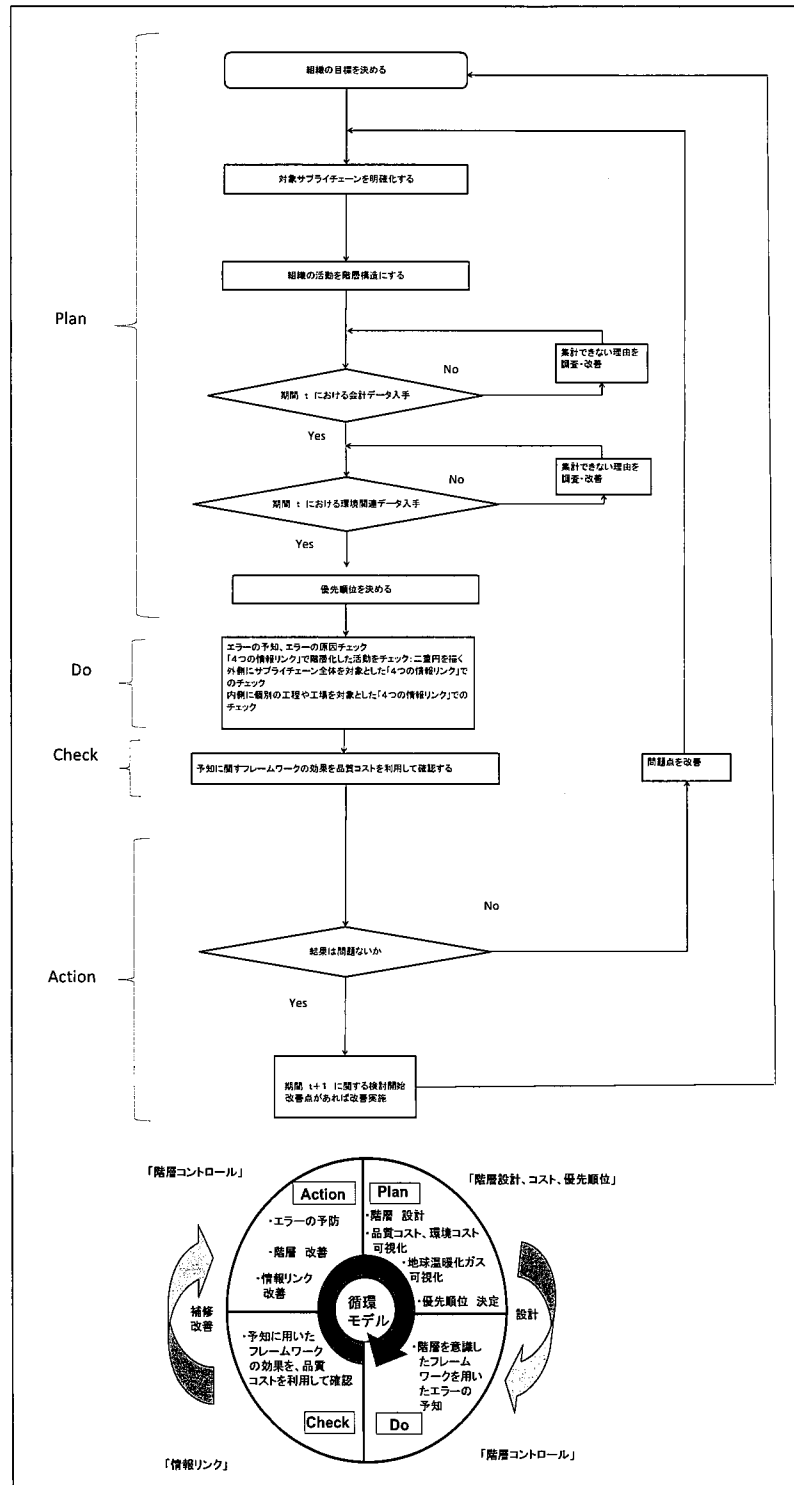 組織の目標を決める
対象サプライチェーンを明確化する
組織の活動を階層構造にする
Plan
集計できない理由を
調査・改善
No
期間 t における会計データ入手
Yes
集計できない理由を
調査・改善
No
期間 t における環境関連データ入手
Yes
優先順位を決める
Do
エラーの予知、エラーの原因チェック
「4つの情報リンク」で階層化した活動をチェック:二重円を描く
外側にサプライチェーン全体を対象とした「4つの情報リンク」で
のチェック
内側に個別の工程や工場を対象とした「4つの情報リンク」での
チェック
Check
予知に関すフレームワークの効果を品質コストを利用して確認する
問題点を改善
No
結果は問題ないか
Action
Yes
期間 t+1 に関する検討開始
改善点があれば改善実施
「階層コントロール」
「階層設計、コスト、優先順位」
Action
・エラーの予防
・階層 改善
・情報リンク
改善
Plan
・階層 設計
・品質コスト、環境コスト
可視化
・地球温暖化ガス
可視化
・優先順位 決定
補修
改善
循環
モデル
設計
・予知に用いた
フレームワーク
の効果を、品質
コストを利用して確認
Check
・階層を意識し
たフレーム
ワークを用い
たエラーの
予知
Do
「情報リンク」
「階層コントロール」